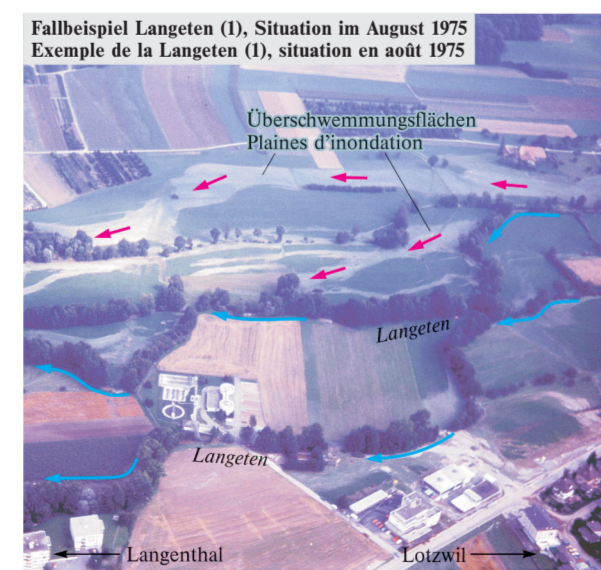 Fallbeispiel Langeten (1), Situation im August 1975
Exemple de la Langeten (1), situation en août 1975
Überschwemmungsflächen
Plaines d'inondation
Langeten
Langeten
Langenthal
Lotzwil